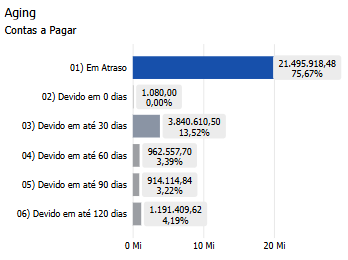 Aging
Contas a Pagar
01) Em Atraso
21.495.918,48
75,67%
02) Devido em 0 dias
1.080,00
0,00%
03) Devido em até 30 dias
3.840.610,50
13,52%
04) Devido em até 60 dias
962.557,70
3,39%
05) Devido em até 90 dias
914.114,84
3,22%
06) Devido em até 120 dias
1.191.409,62
4,19%
0 Mi
10 Mi
20 Mi